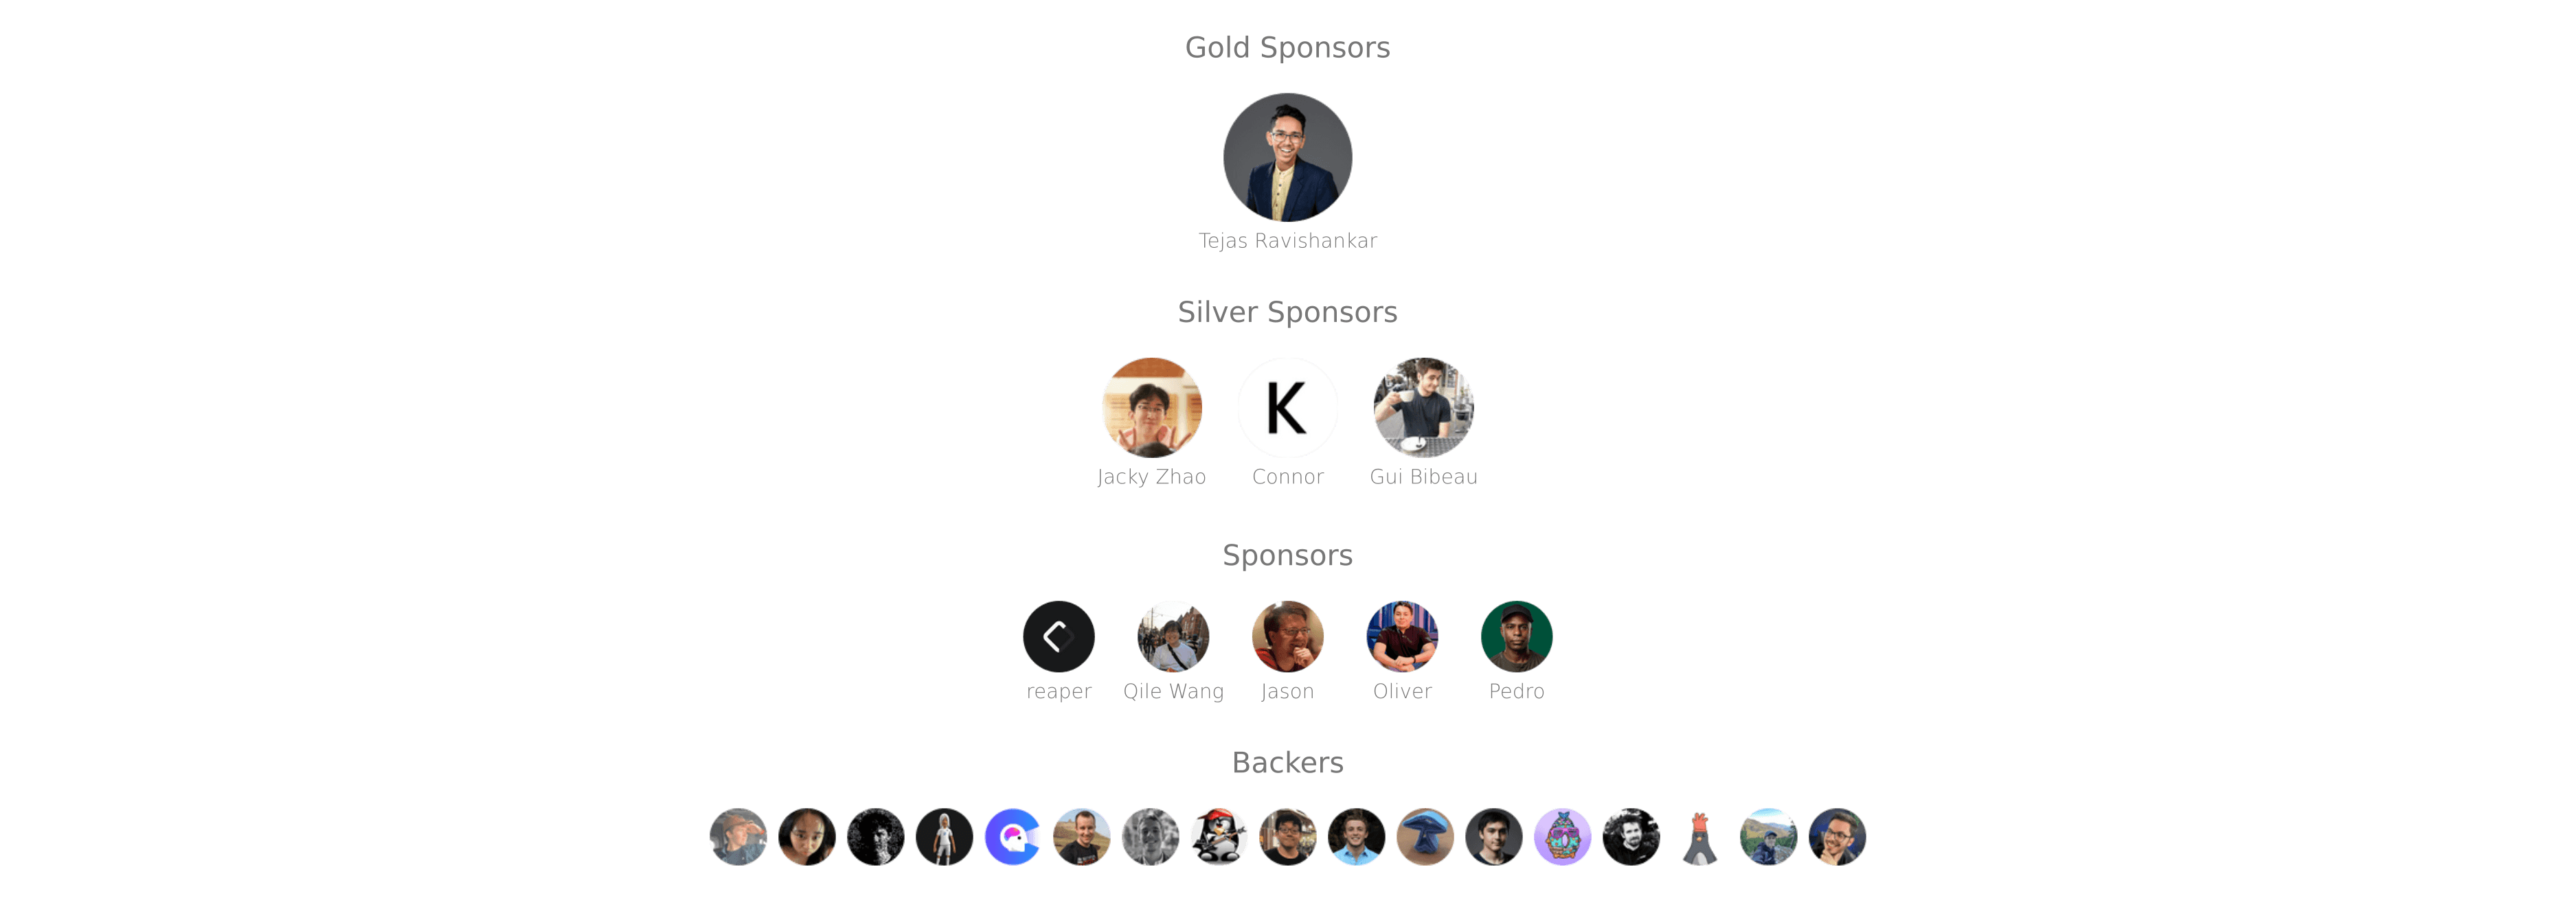 Gold Sponsors
Tejas Ravishankar
Silver Sponsors
K
Jacky Zhao Connor Gui Bibeau
Sponsors
reaper Qile Wang Jason Oliver Pedro
Backers